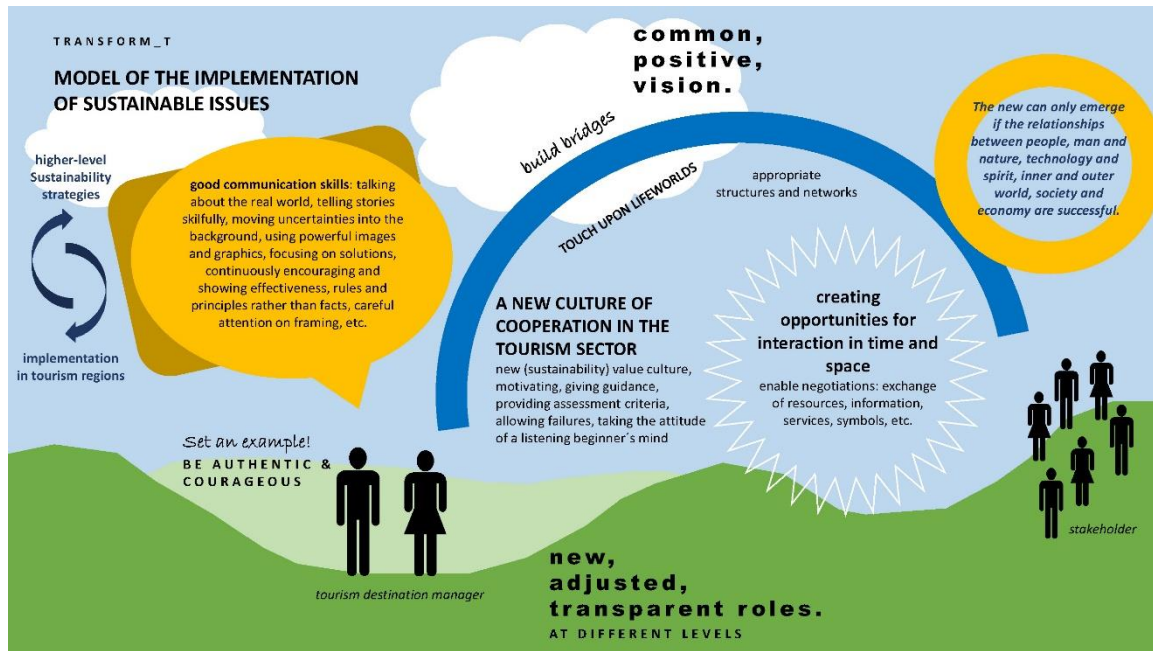 TRANSFORM_T
MODEL OF THE IMPLEMENTATION
OF SUSTAINABLE ISSUES
higher-level
Sustainability
strategies
implementation
in tourism regions
good communication skills: talking
about the real world, telling stories
skilfully, moving uncertainties into the
background, using powerful images
and graphics, focusing on solutions,
continuously encouraging and
showing effectiveness, rules and
principles rather than facts, careful
attention on framing, etc.
Set an example!
BE AUTHENTIC &
COURAGEOUS
tourism destination manager
common,
positive,
vision.
build bridges
TOUCH UPON LIFEWORLDS
appropriate
structures and networks
A NEW CULTURE OF
COOPERATION IN THE
TOURISM SECTOR
new (sustainability) value culture,
motivating, giving guidance,
providing assessment criteria,
allowing failures, taking the attitude
of a listening beginner´s mind
creating
opportunities for
interaction in time and
space
enable negotiations: exchange
of resources, information,
services, symbols, etc.
The new can only emerge
if the relationships
between people, man and
nature, technology and
spirit, inner and outer
world, society and
economy are successful.
stakeholder
new,
adjusted,
transparent roles.
AT DIFFERENT LEVELS